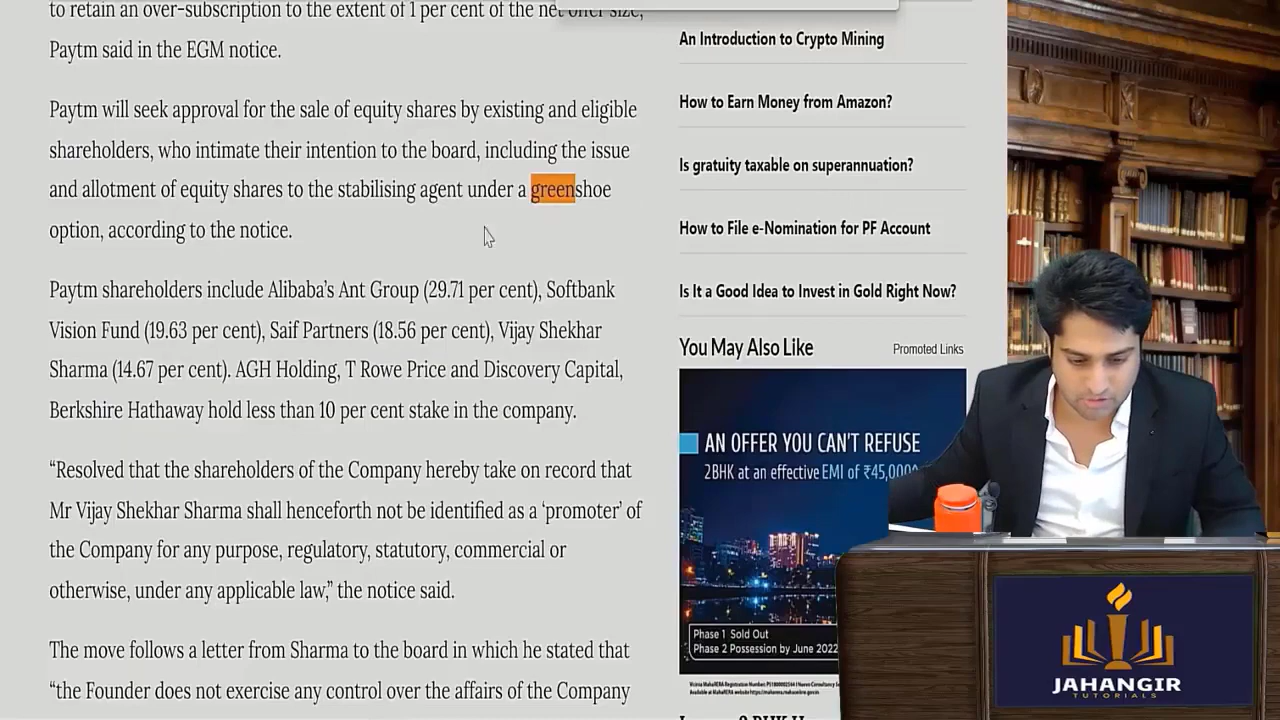 to retain an over-subscription to the extent of 1 per cent of the net offer size,
Paytm said in the EGM notice.
Paytm will seek approval for the sale of equity shares by existing and eligible
shareholders, who intimate their intention to the board, including the issue
and allotment of equity shares to the stabilising agent under a greenshoe
option, according to the notice.
Paytm shareholders include Alibaba’s Ant Group (29.71 per cent), Softbank
Vision Fund (19.63 per cent), Saif Partners (18.56 per cent), Vijay Shekhar
Sharma (14.67 per cent). AGH Holding, T Rowe Price and Discovery Capital,
Berkshire Hathaway hold less than 10 per cent stake in the company.
“Resolved that the shareholders of the Company hereby take on record that
Mr Vijay Shekhar Sharma shall henceforth not be identified as a ‘promoter’ of
the Company for any purpose, regulatory, statutory, commercial or
otherwise, under any applicable law,” the notice said.
The move follows a letter from Sharma to the board in which he stated that
“the Founder does not exercise any control over the affairs of the Company
An Introduction to Crypto Mining
How to Earn Money from Amazon?
Is gratuity taxable on superannuation?
How to File e-Nomination for PF Account
Is It a Good Idea to Invest in Gold Right Now?
You May Also Like
Promoted Links
AN OFFER YOU CAN'T REFUSE
2BHK at an effective EMI of ₹45,000
Phase 1 Sold Out
Phase 2 Possession by June 2022
JAHANGIR
TUTORIALS